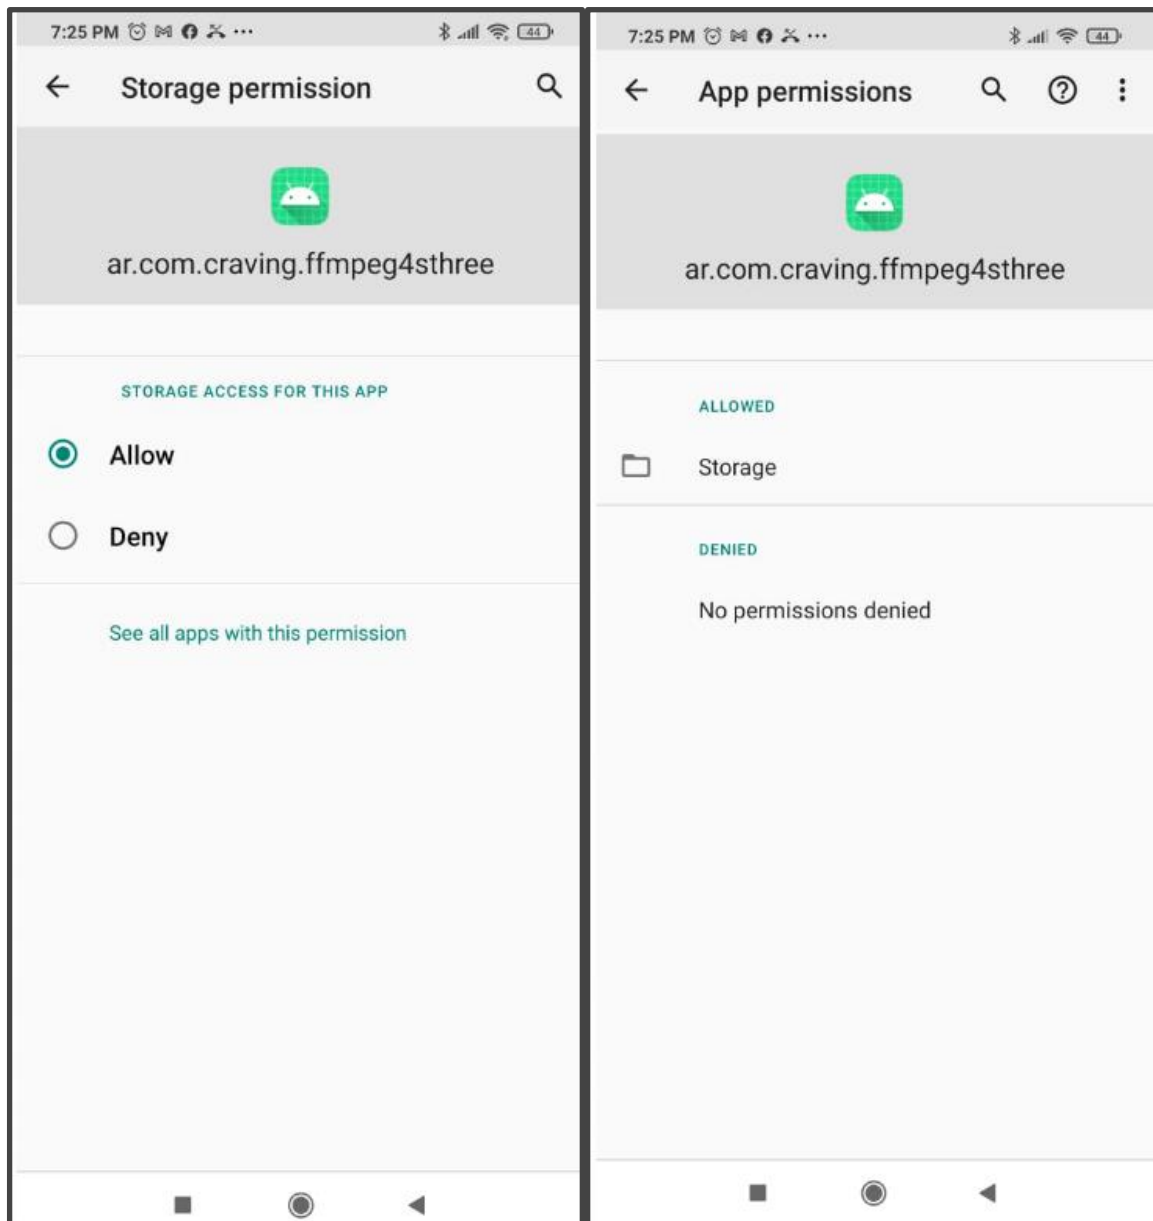 7:25 PM ... 44
Storage permission
ar.com.craving.ffmpeg4sthree
STORAGE ACCESS FOR THIS APP
Allow
Deny
See all apps with this permission
7:25 PM ... 44
App permissions
ar.com.craving.ffmpeg4sthree
ALLOWED
Storage
DENIED
No permissions denied